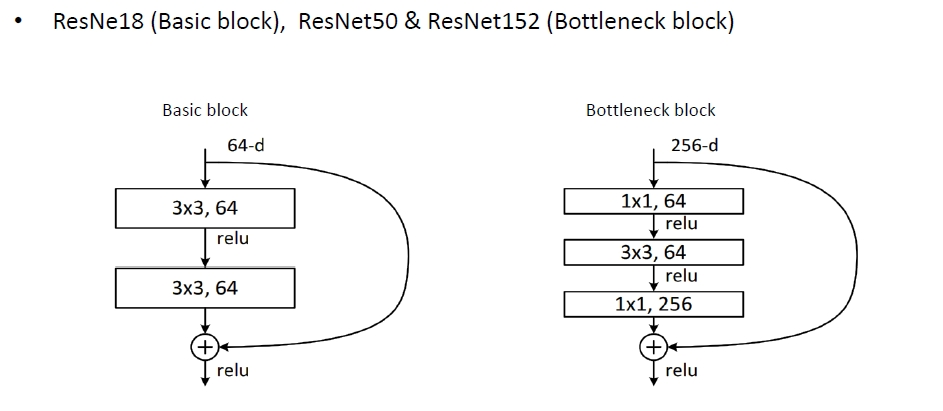 • ResNe18 (Basic block), ResNet50 & ResNet152 (Bottleneck block)
Basic block
64-d
3x3, 64
relu
3x3, 64
+
relu
Bottleneck block
256-d
1x1, 64
relu
3x3, 64
relu
1x1, 256
+
relu